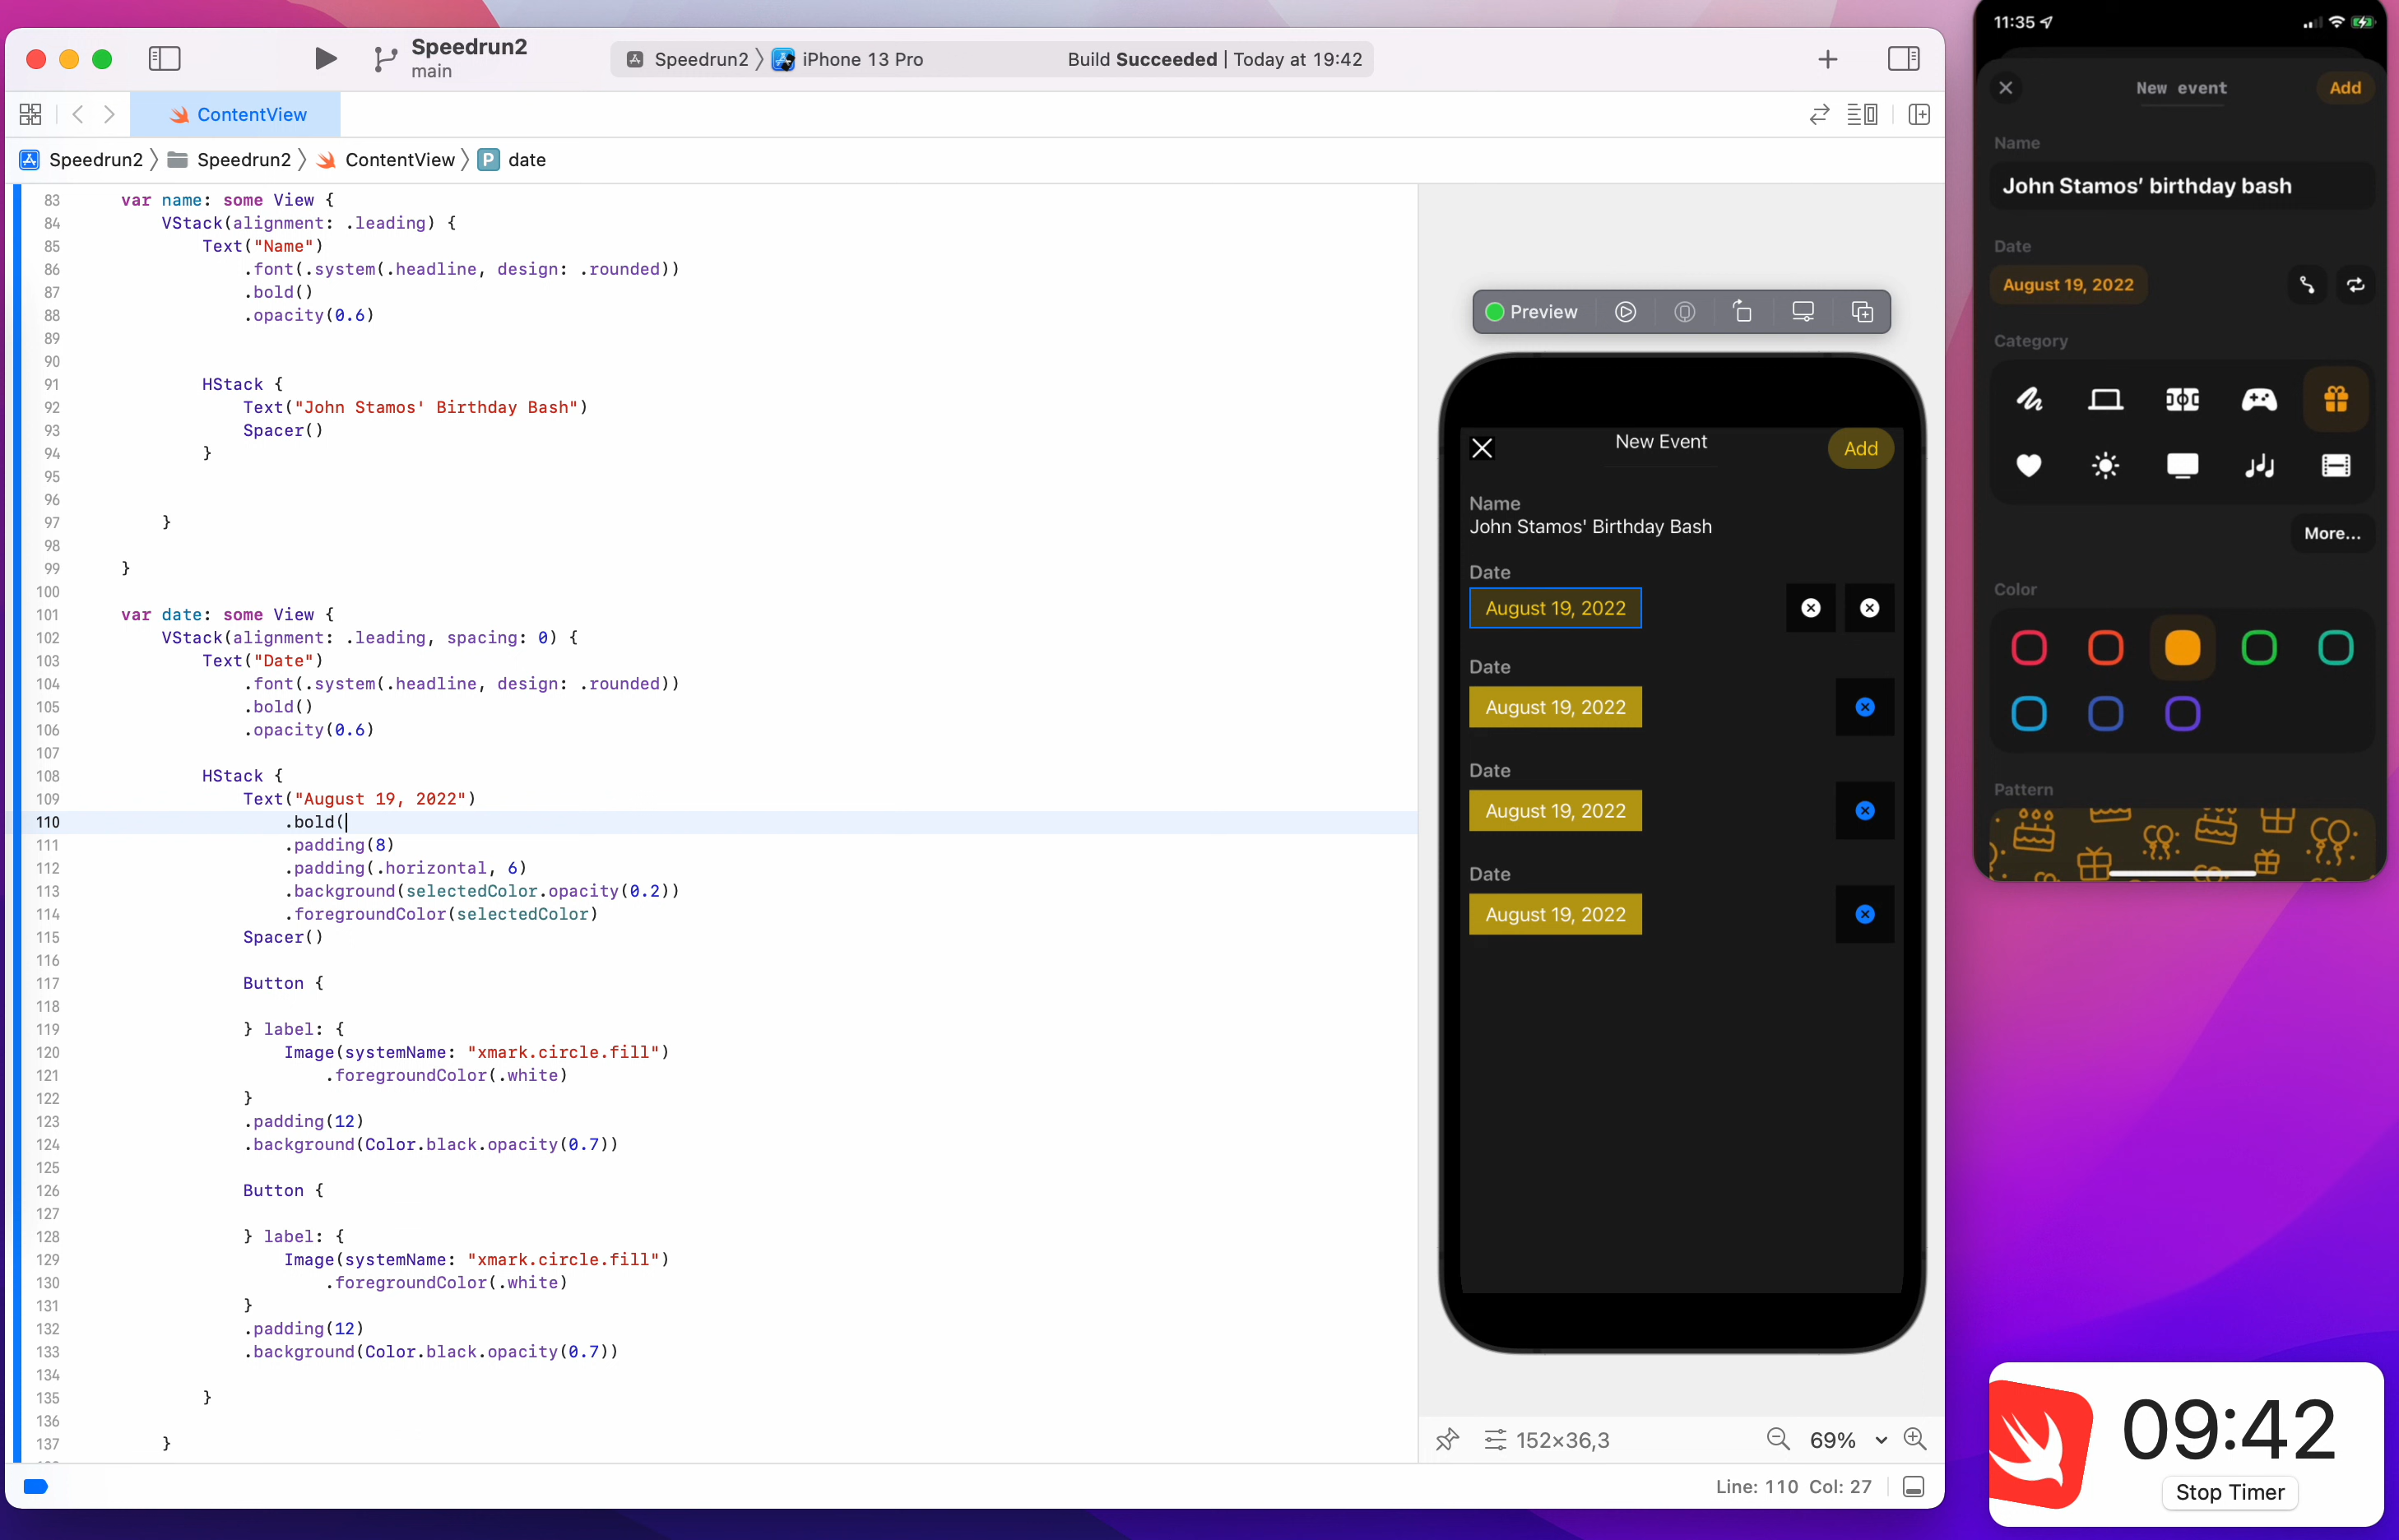 Speedrun2
main
Speedrun2 〉 iPhone 13 Pro
Build Succeeded | Today at 19:42
ContentView
Speedrun2 〉 Speedrun2 〉 ContentView 〉 P date
83 var name: some View {
84 VStack(alignment: .leading) {
85 Text("Name")
86 .font(.system(.headline, design: .rounded))
87 .bold()
88 .opacity(0.6)
89
90
91 HStack {
92 Text("John Stamos' Birthday Bash")
93 Spacer()
94 }
95
96
97 }
98
99 }
100
101 var date: some View {
102 VStack(alignment: .leading, spacing: 0) {
103 Text("Date")
104 .font(.system(.headline, design: .rounded))
105 .bold()
106 .opacity(0.6)
107
108 HStack {
109 Text("August 19, 2022")
110 .bold(
111 .padding(8)
112 .padding(.horizontal, 6)
113 .background(selectedColor.opacity(0.2))
114 .foregroundColor(selectedColor)
115 Spacer()
116
117 Button {
118
119 } label: {
120 Image(systemName: "xmark.circle.fill")
121 .foregroundColor(.white)
122 }
123 .padding(12)
124 .background(Color.black.opacity(0.7))
125
126 Button {
127
128 } label: {
129 Image(systemName: "xmark.circle.fill")
130 .foregroundColor(.white)
131 }
132 .padding(12)
133 .background(Color.black.opacity(0.7))
134
135 }
136
137 }
Preview
New Event
Add
Name
John Stamos' Birthday Bash
Date
August 19, 2022
Date
August 19, 2022
Date
August 19, 2022
Date
August 19, 2022
152×36,3
69%
Line: 110 Col: 27
11:35
New event
Add
Name
John Stamos' birthday bash
Date
August 19, 2022
Category
More...
Color
Pattern
09:42
Stop Timer